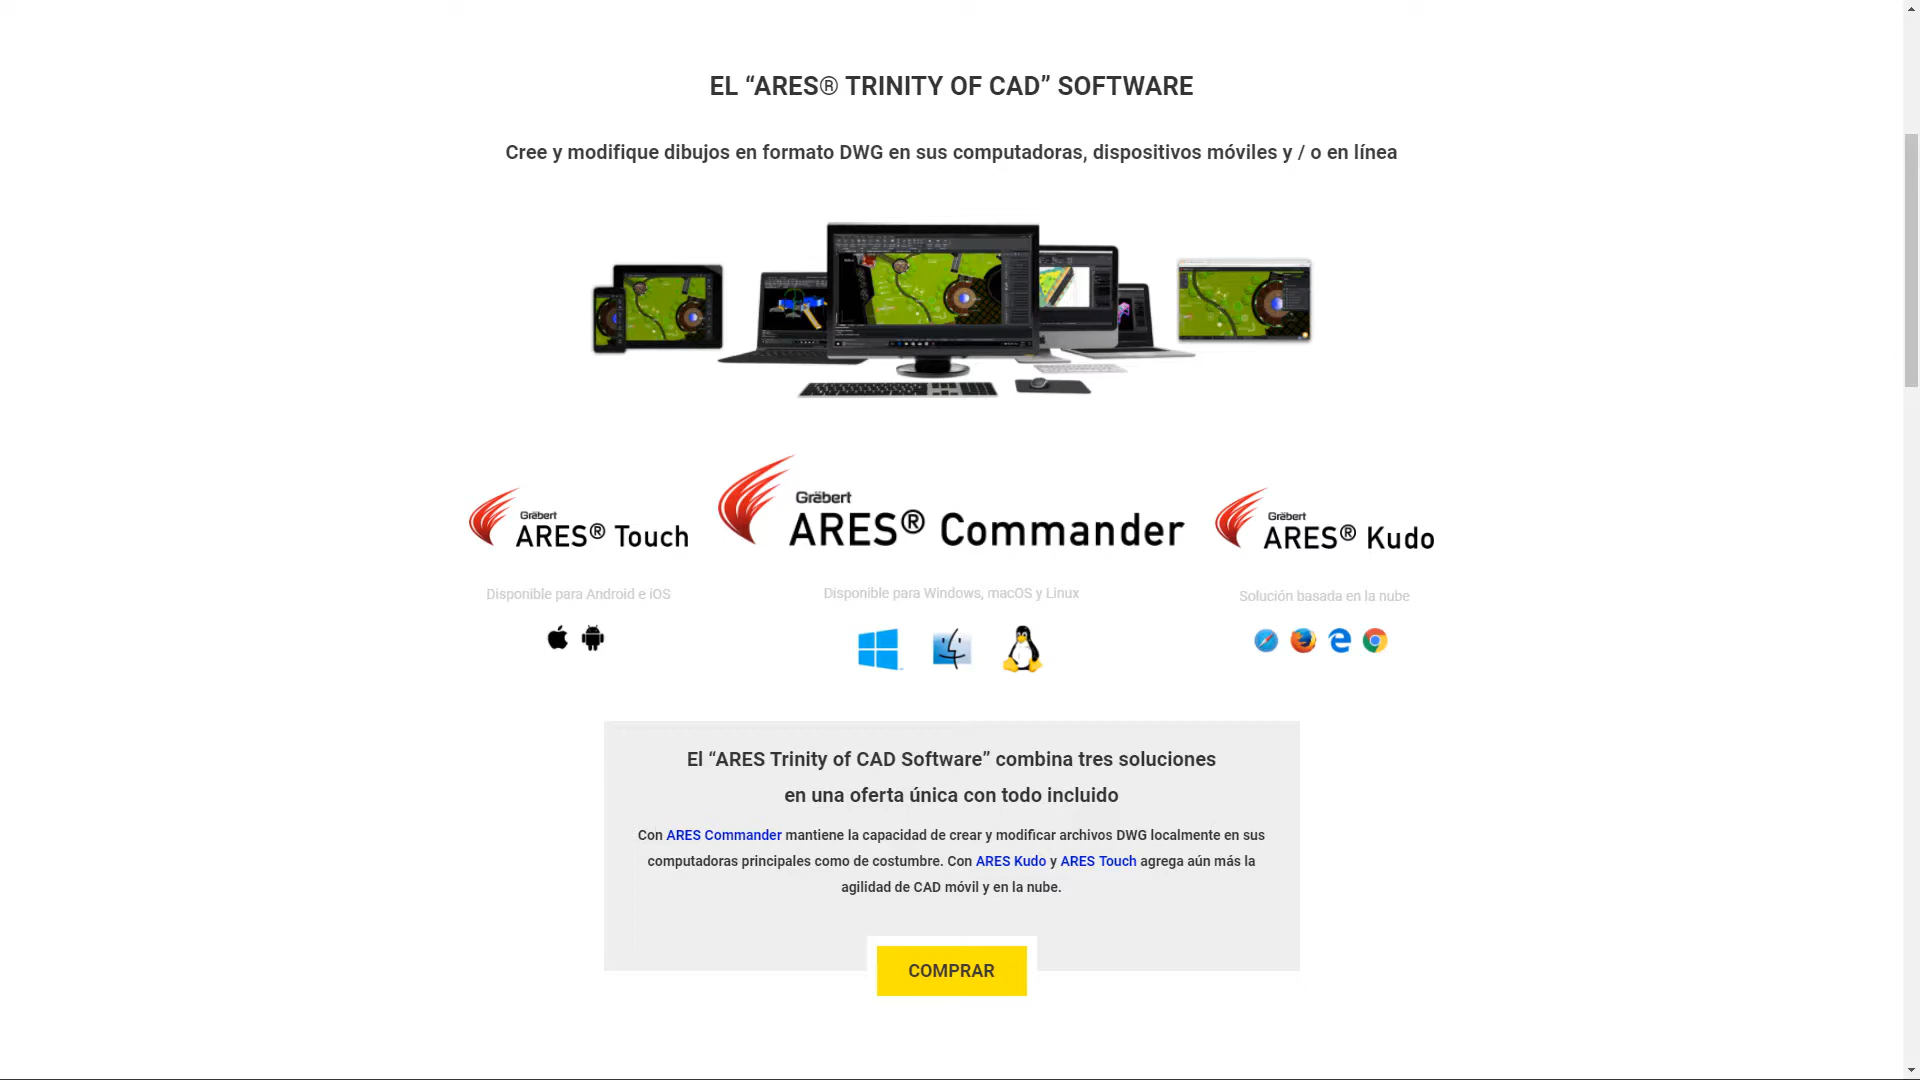 EL “ARES® TRINITY OF CAD” SOFTWARE
Cree y modifique dibujos en formato DWG en sus computadoras, dispositivos móviles y / o en línea
Gräbert
ARES® Touch
Gräbert
ARES® Commander
Gräbert
ARES® Kudo
Disponible para Android e iOS
Disponible para Windows, macOS y Linux
Solución basada en la nube
El “ARES Trinity of CAD Software” combina tres soluciones
en una oferta única con todo incluido
Con ARES Commander mantiene la capacidad de crear y modificar archivos DWG localmente en sus
computadoras principales como de costumbre. Con ARES Kudo y ARES Touch agrega aún más la
agilidad de CAD móvil y en la nube.
COMPRAR